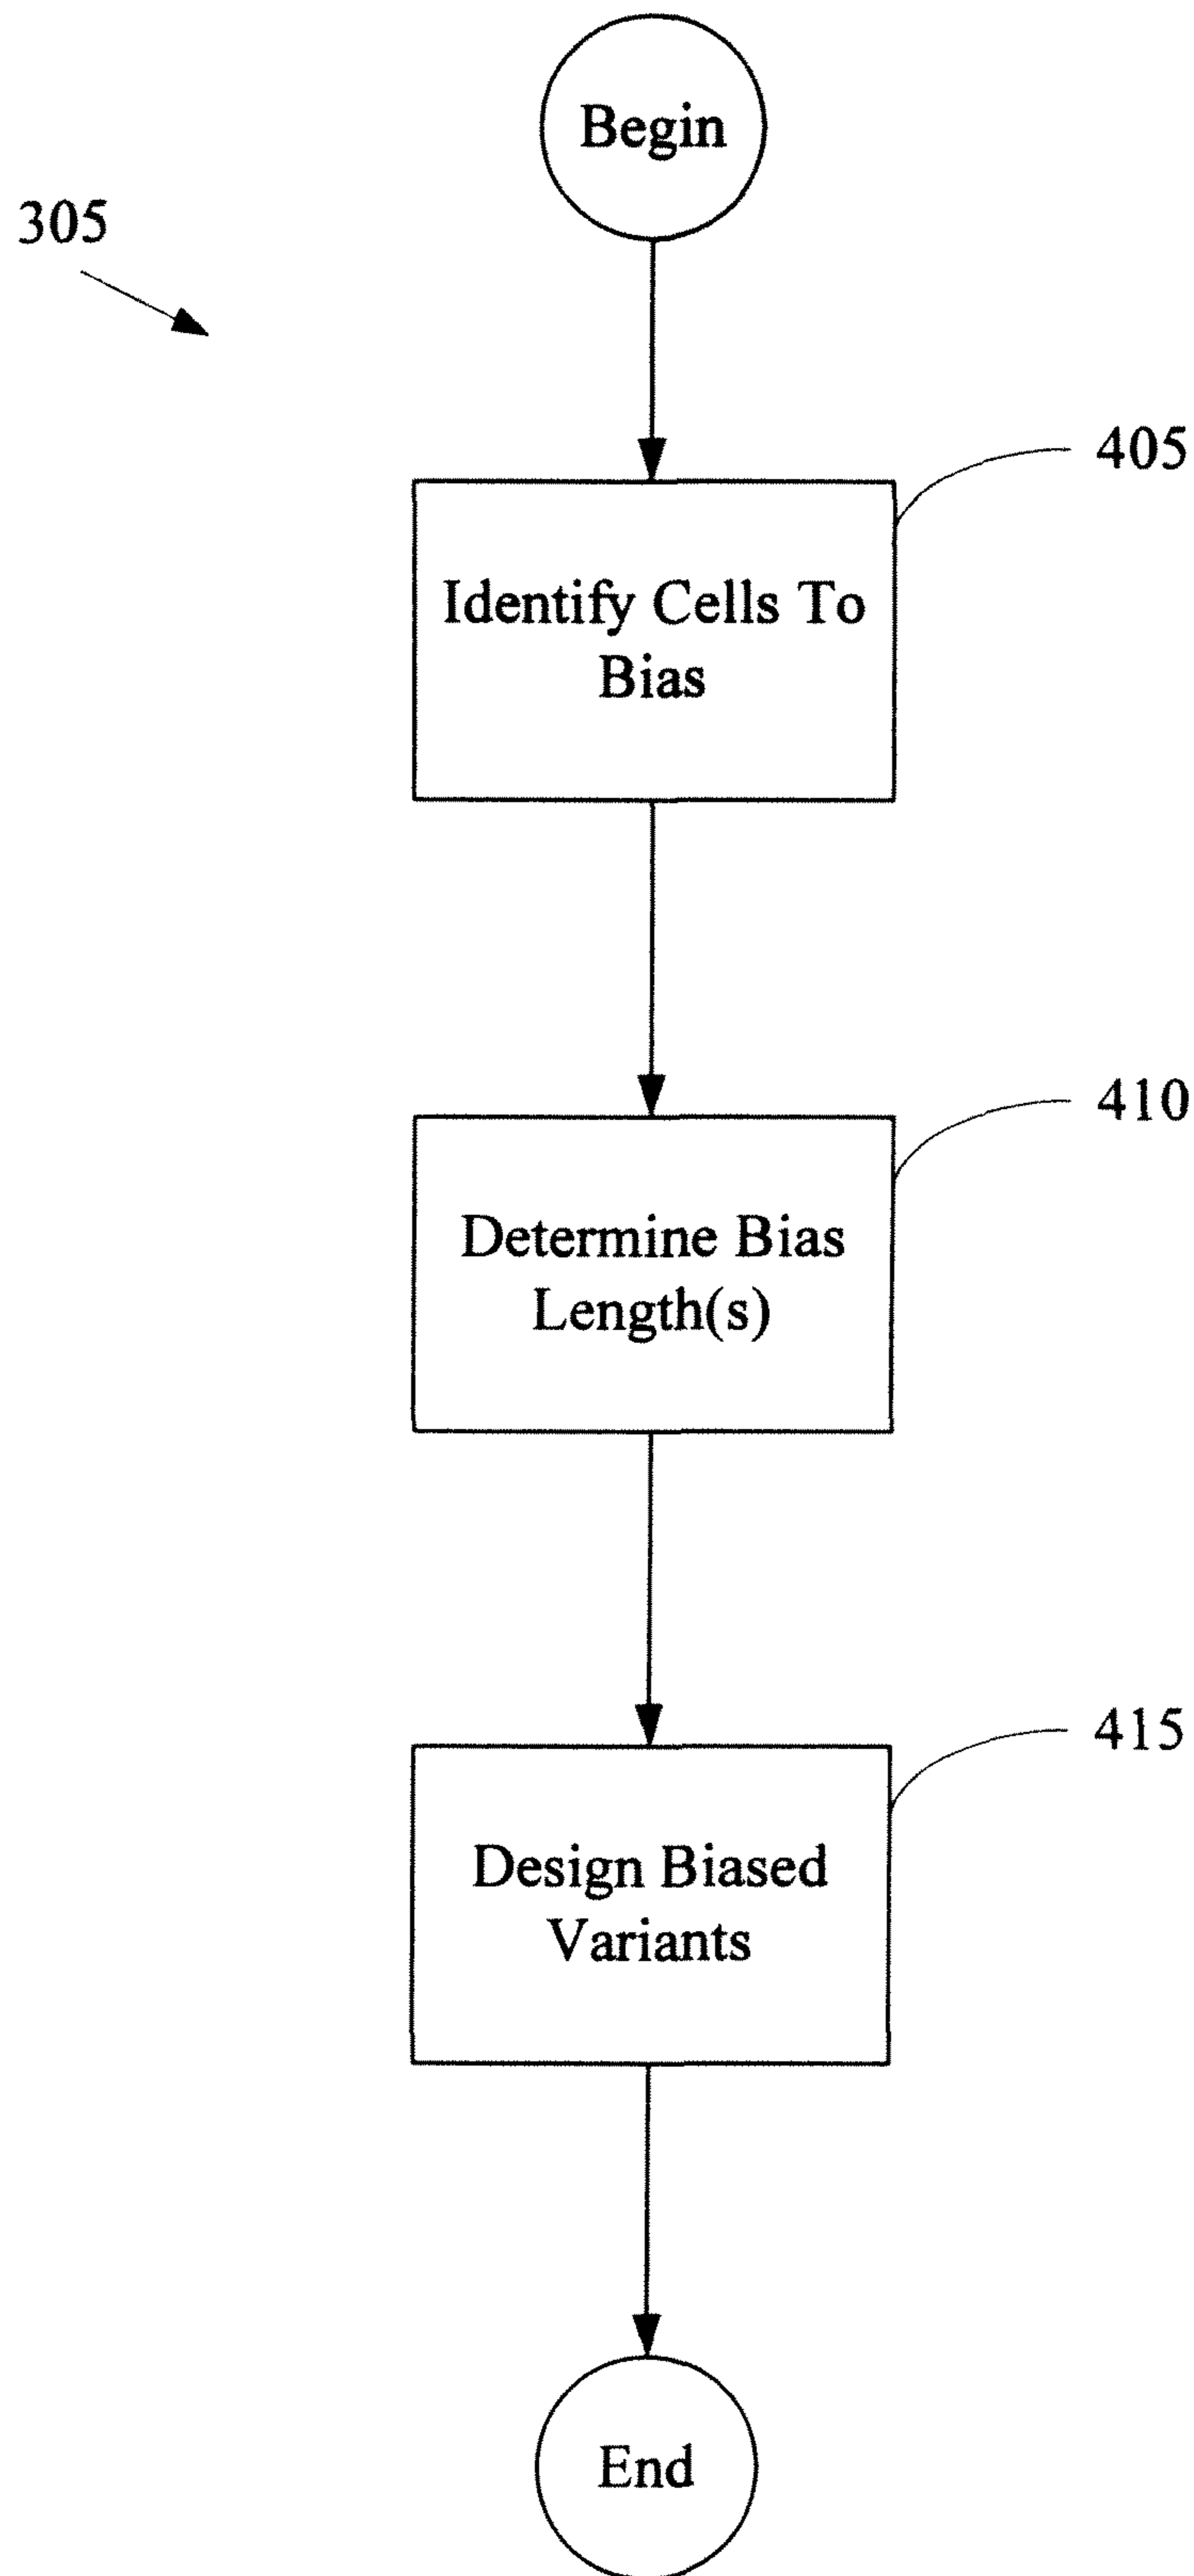 Begin
305
405
Identify Cells To
Bias
410
Determine Bias
Length(s)
415
Design Biased
Variants
End